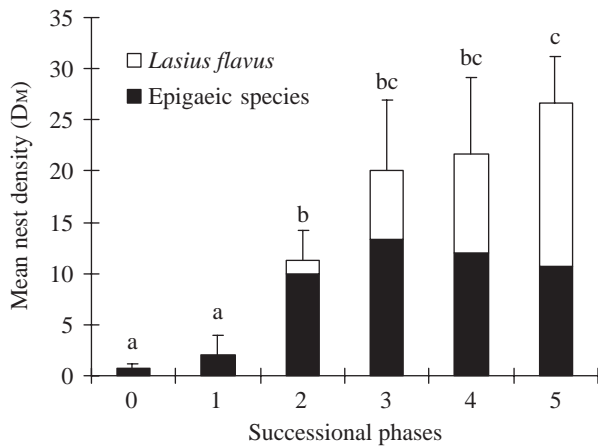 35
30
25
20
15
10
5
0
Mean nest density (DM)
Lasius flavus
Epigaeic species
a
a
b
bc
bc
c
0 1 2 3 4 5
Successional phases